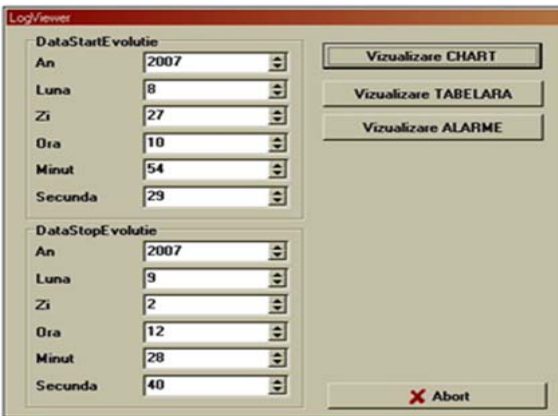 LogViewer
DataStartEvolutie
An 2007
Luna 8
Zi 27
Ora 10
Minut 54
Secunda 29
DataStopEvolutie
An 2007
Luna 9
Zi 2
Ora 12
Minut 28
Secunda 40
Vizualizare CHART
Vizualizare TABELARA
Vizualizare ALARME
Abort